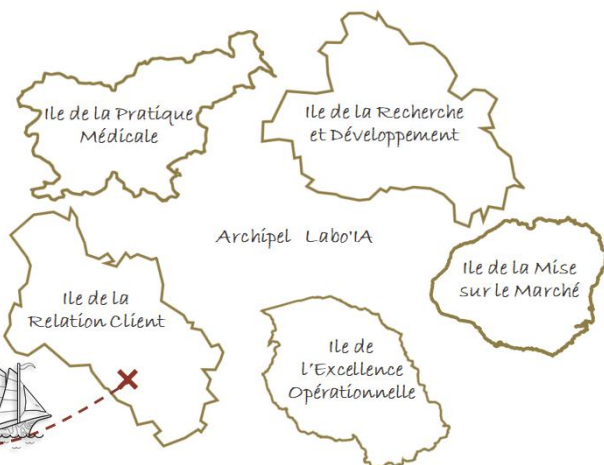 Ile de la Pratique
Médicale
Ile de la Recherche
et Développement
Archipel Labo'IA
Ile de la Mise
sur le Marché
Ile de la
Relation Client
Ile de
l'Excellence
Opérationnelle